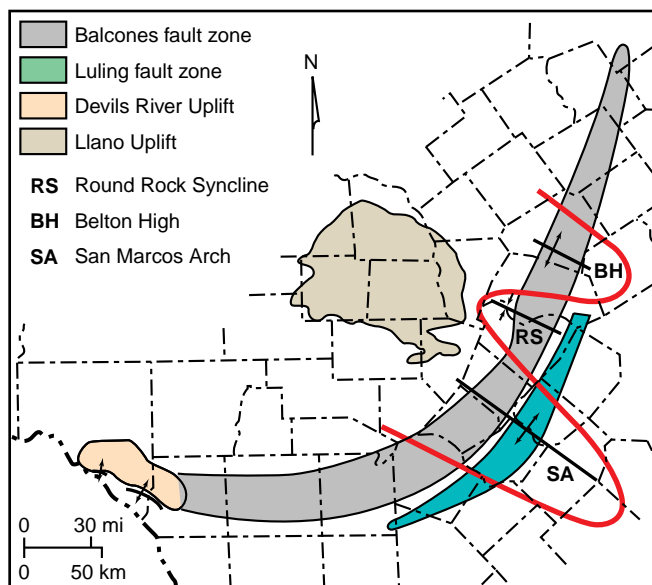 Balcones fault zone
Luling fault zone
Devils River Uplift
Llano Uplift
RS Round Rock Syncline
BH Belton High
SA San Marcos Arch
N
BH
RS
SA
0 30 mi
0 50 km